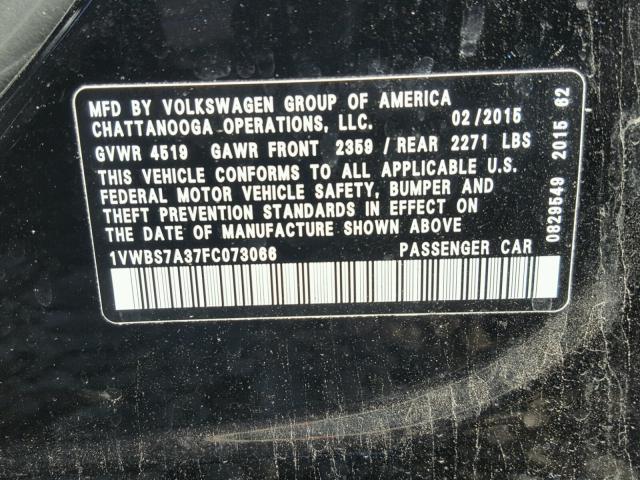 MFD BY VOLKSWAGEN GROUP OF AMERICA
CHATTANOOGA OPERATIONS, LLC. 02/2015
GVWR 4519 GAWR FRONT 2359 / REAR 2271 LBS
THIS VEHICLE CONFORMS TO ALL APPLICABLE U.S.
FEDERAL MOTOR VEHICLE SAFETY, BUMPER AND
THEFT PREVENTION STANDARDS IN EFFECT ON
THE DATE OF MANUFACTURE SHOWN ABOVE
1VWBS7A37FC073066 PASSENGER CAR
0829549 2015 62